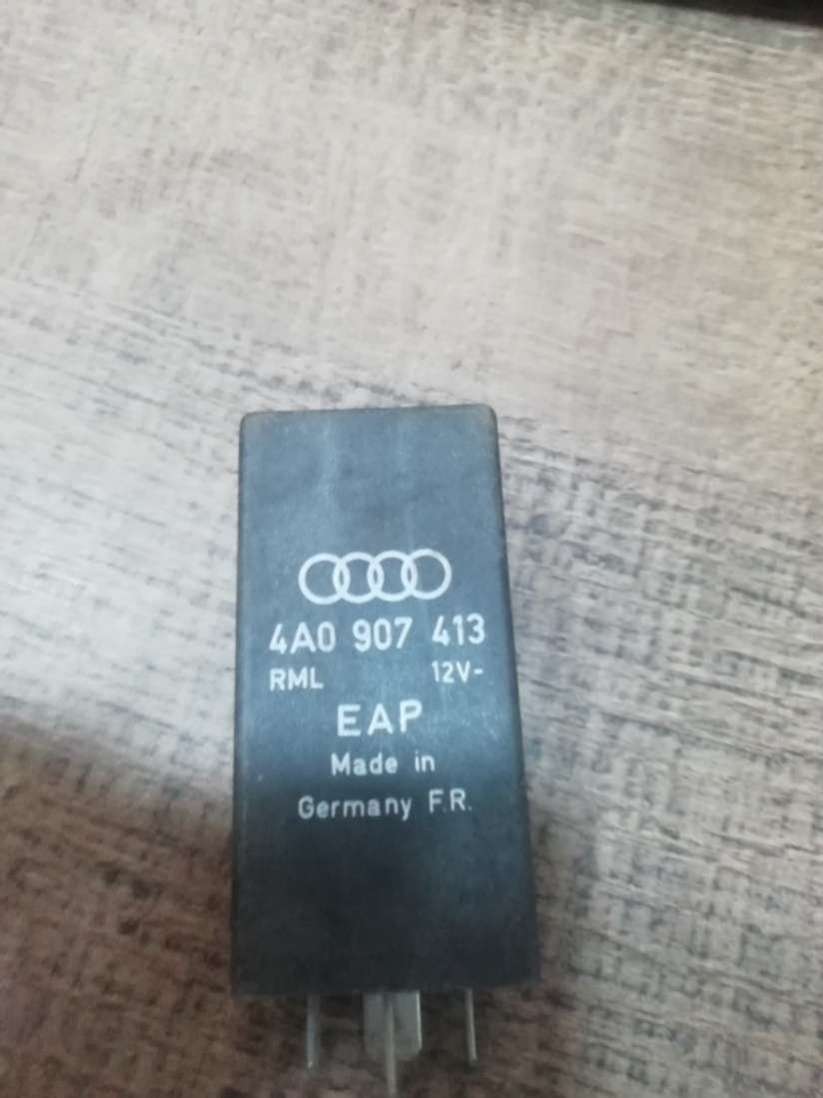 4A0 907 413
RML 12V-
EAP
Made in
Germany F.R.